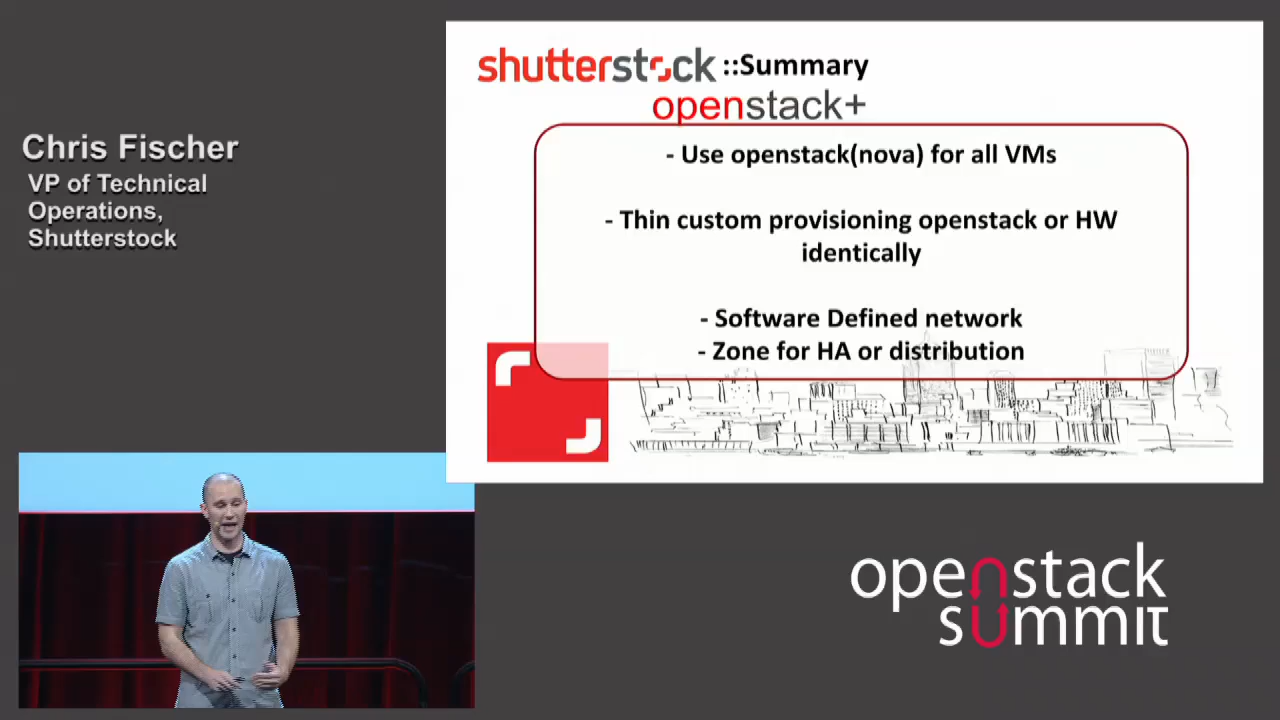 Chris Fischer
VP of Technical
Operations,
Shutterstock
shutterstock ::Summary
openstack+
- Use openstack(nova) for all VMs
- Thin custom provisioning openstack or HW
identically
- Software Defined network
- Zone for HA or distribution
openstack
summit